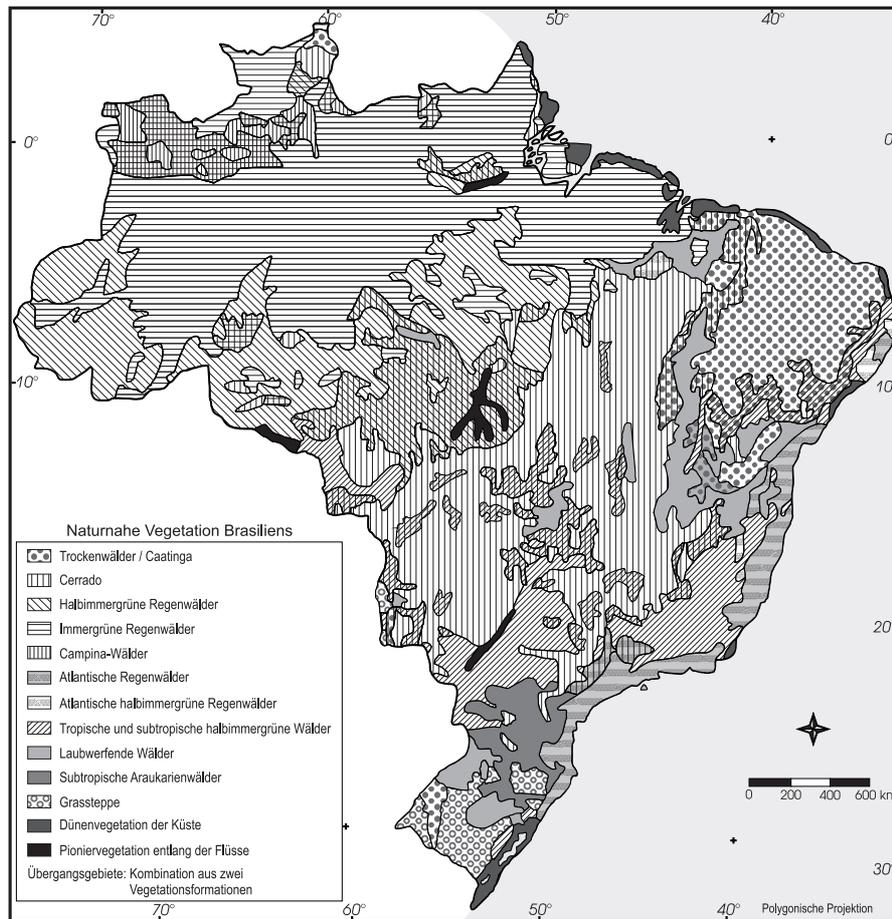 70° 60° 50° 40°
0° 0°
10° 10°
20°
30°
Naturnahe Vegetation Brasiliens
Trockenwälder / Caatinga
Cerrado
Halbimmergrüne Regenwälder
Immergrüne Regenwälder
Campina-Wälder
Atlantische Regenwälder
Atlantische halbimmergrüne Regenwälder
Tropische und subtropische halbimmergrüne Wälder
Laubwerfende Wälder
Subtropische Araukarienwälder
Grassteppe
Dünenvegetation der Küste
Pioniervegetation entlang der Flüsse
Übergangsgebiete: Kombination aus zwei
Vegetationsformationen
0 200 400 600 km
70° 60° 50° 40°
Polygonische Projektion